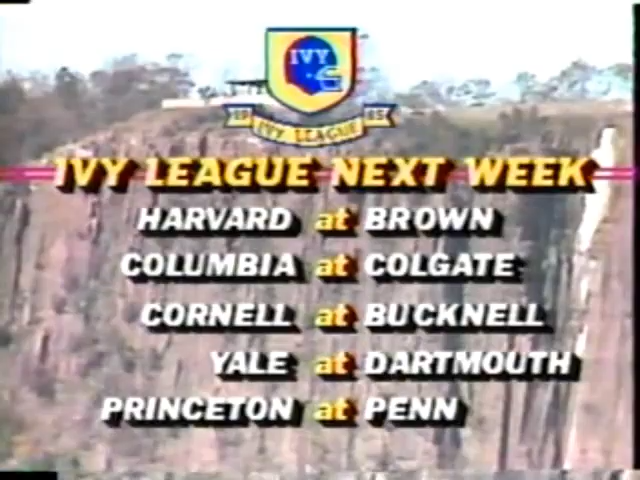 IVY
19 85
IVY LEAGUE
IVY LEAGUE NEXT WEEK
HARVARD at BROWN
COLUMBIA at COLGATE
CORNELL at BUCKNELL
YALE at DARTMOUTH
PRINCETON at PENN